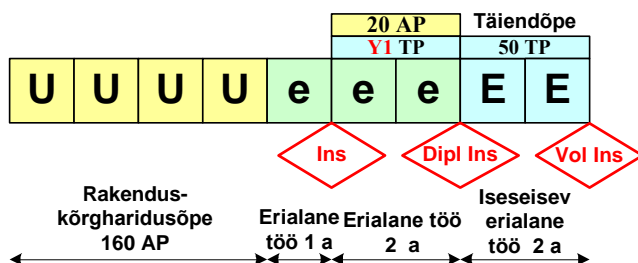 20 AP
Täiendõpe
Y1 TP
50 TP
U U U U e e e E E
Ins
Dipl Ins
Vol Ins
Rakendus-
kõrgharidusõpe
160 AP
Erialane
töö 1 a
Erialane töö
2 a
Iseseisev
erialane
töö 2 a